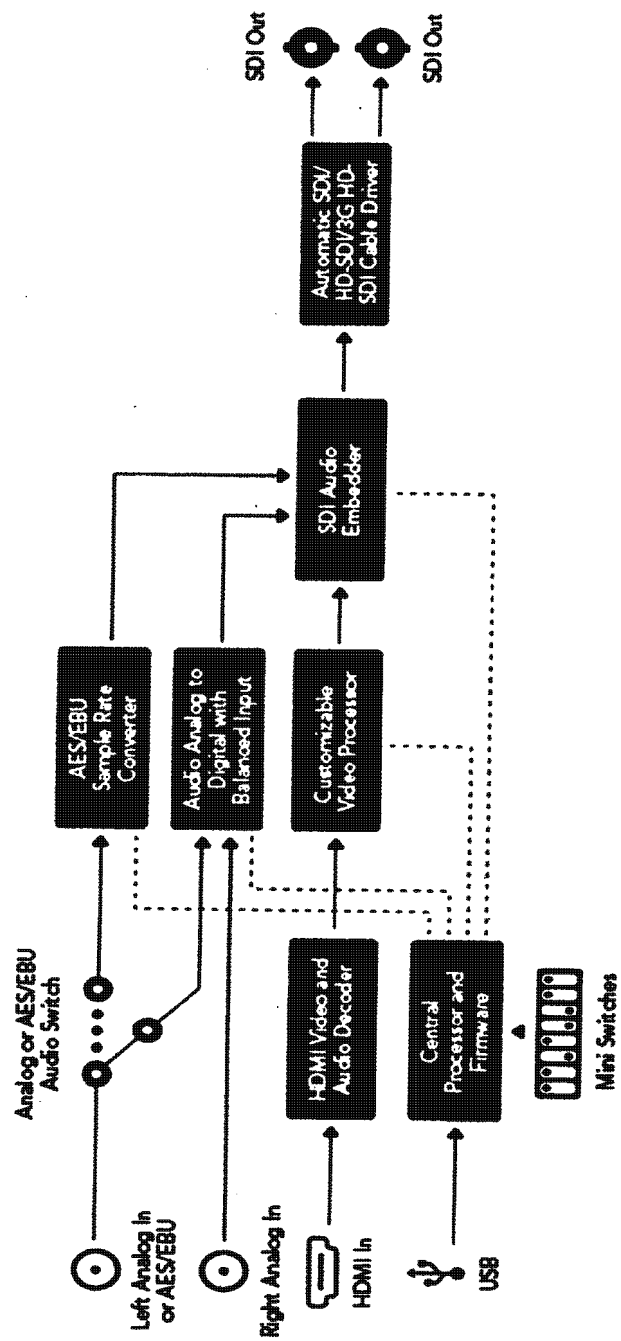 Analog or AES/EBU
Audio Switch
Left Analog In
or AES/EBU
AES/EBU
Sample Rate
Converter
Right Analog In
Audio Analog to
Digital with
Balanced Input
HDMI In
HDMI Video and
Audio Decoder
Customizable
Video Processor
SDI Audio
Embedder
Automatic SDI/
HD-SDI/3G HD-
SDI Cable Driver
SDI Out
SDI Out
USB
Central
Processor and
Firmware
Mini Switches